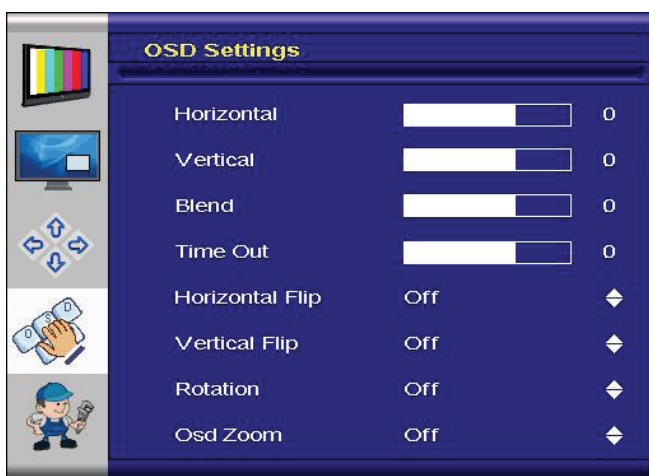 OSD Settings
Horizontal 0
Vertical 0
Blend 0
Time Out 0
Horizontal Flip Off
Vertical Flip Off
Rotation Off
Osd Zoom Off
O S D